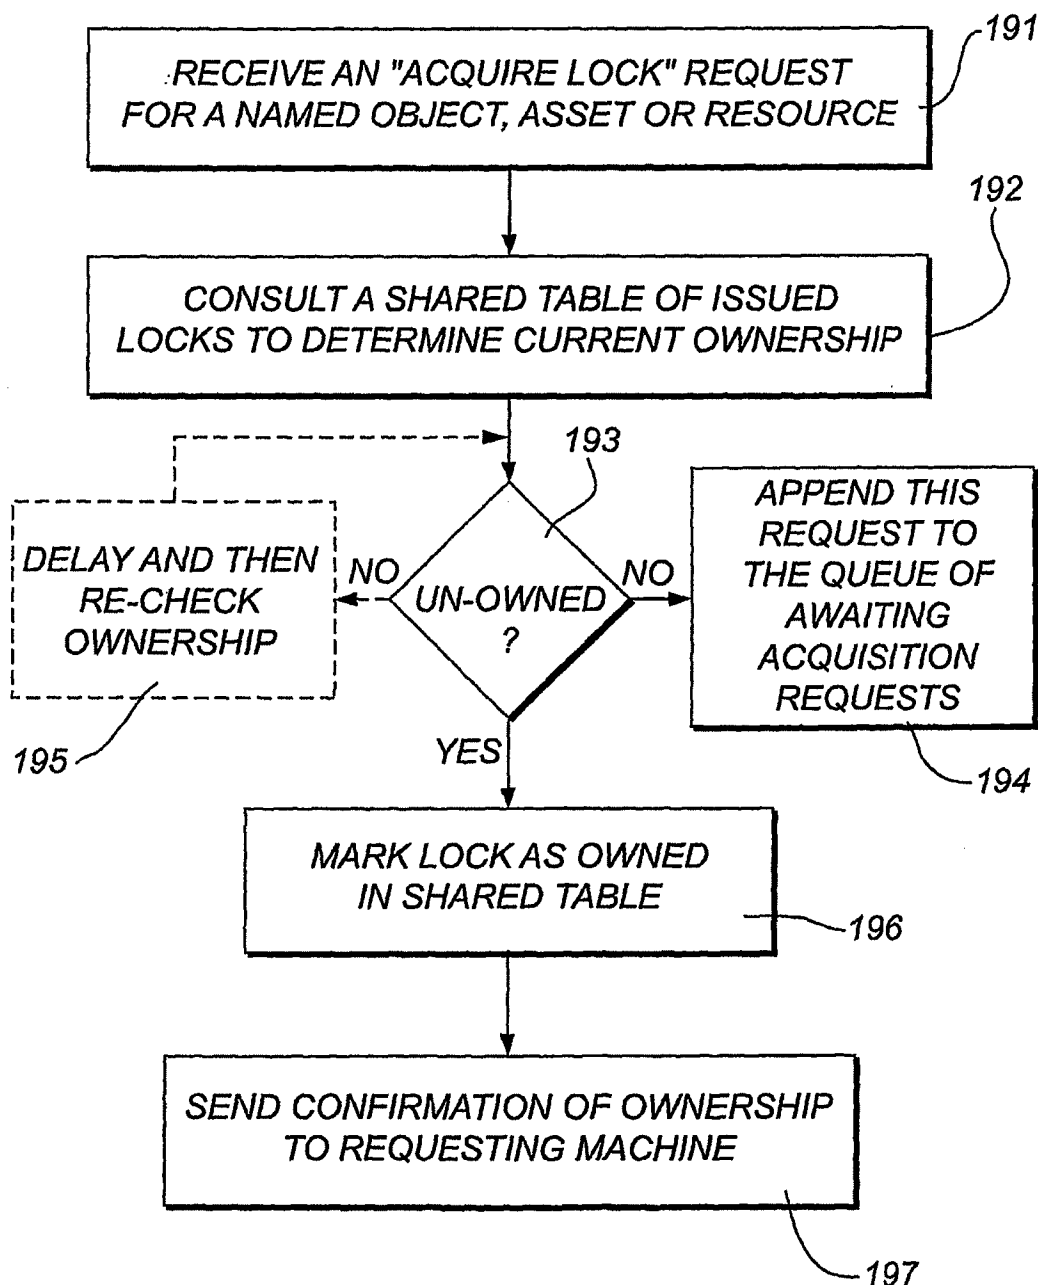 191
RECEIVE AN "ACQUIRE LOCK" REQUEST
FOR A NAMED OBJECT, ASSET OR RESOURCE
192
CONSULT A SHARED TABLE OF ISSUED
LOCKS TO DETERMINE CURRENT OWNERSHIP
193
DELAY AND THEN
RE-CHECK
OWNERSHIP
195
NO
UN-OWNED
?
NO
APPEND THIS
REQUEST TO
THE QUEUE OF
AWAITING
ACQUISITION
REQUESTS
194
YES
MARK LOCK AS OWNED
IN SHARED TABLE
196
SEND CONFIRMATION OF OWNERSHIP
TO REQUESTING MACHINE
197